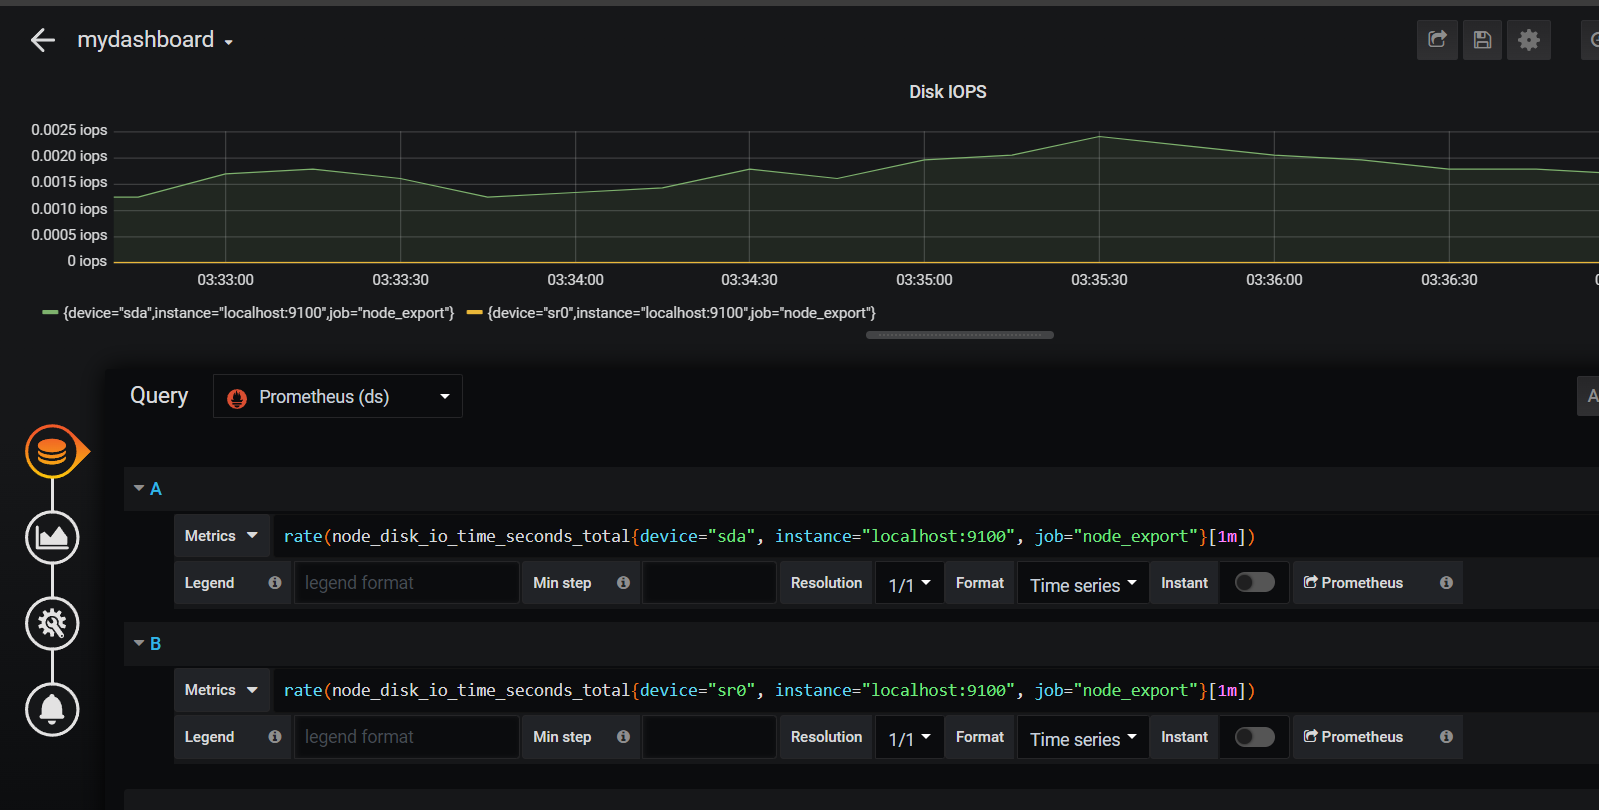 mydashboard
Disk IOPS
0.0025 iops
0.0020 iops
0.0015 iops
0.0010 iops
0.0005 iops
0 iops
03:33:00 03:33:30 03:34:00 03:34:30 03:35:00 03:35:30 03:36:00 03:36:30
{device="sda",instance="localhost:9100",job="node_export"} {device="sr0",instance="localhost:9100",job="node_export"}
Query Prometheus (ds)
A
Metrics rate(node_disk_io_time_seconds_total{device="sda", instance="localhost:9100", job="node_export"}[1m])
Legend legend format Min step Resolution 1/1 Format Time series Instant Prometheus
B
Metrics rate(node_disk_io_time_seconds_total{device="sr0", instance="localhost:9100", job="node_export"}[1m])
Legend legend format Min step Resolution 1/1 Format Time series Instant Prometheus